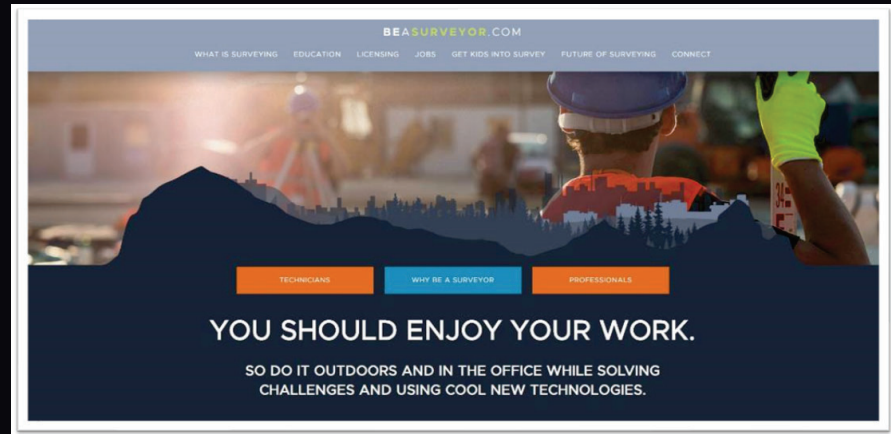 BEASURVEYOR.COM
WHAT IS SURVEYING EDUCATION LICENSING JOBS GET KIDS INTO SURVEY FUTURE OF SURVEYING CONNECT
34
TECHNICIANS WHY BE A SURVEYOR PROFESSIONALS
YOU SHOULD ENJOY YOUR WORK.
SO DO IT OUTDOORS AND IN THE OFFICE WHILE SOLVING
CHALLENGES AND USING COOL NEW TECHNOLOGIES.